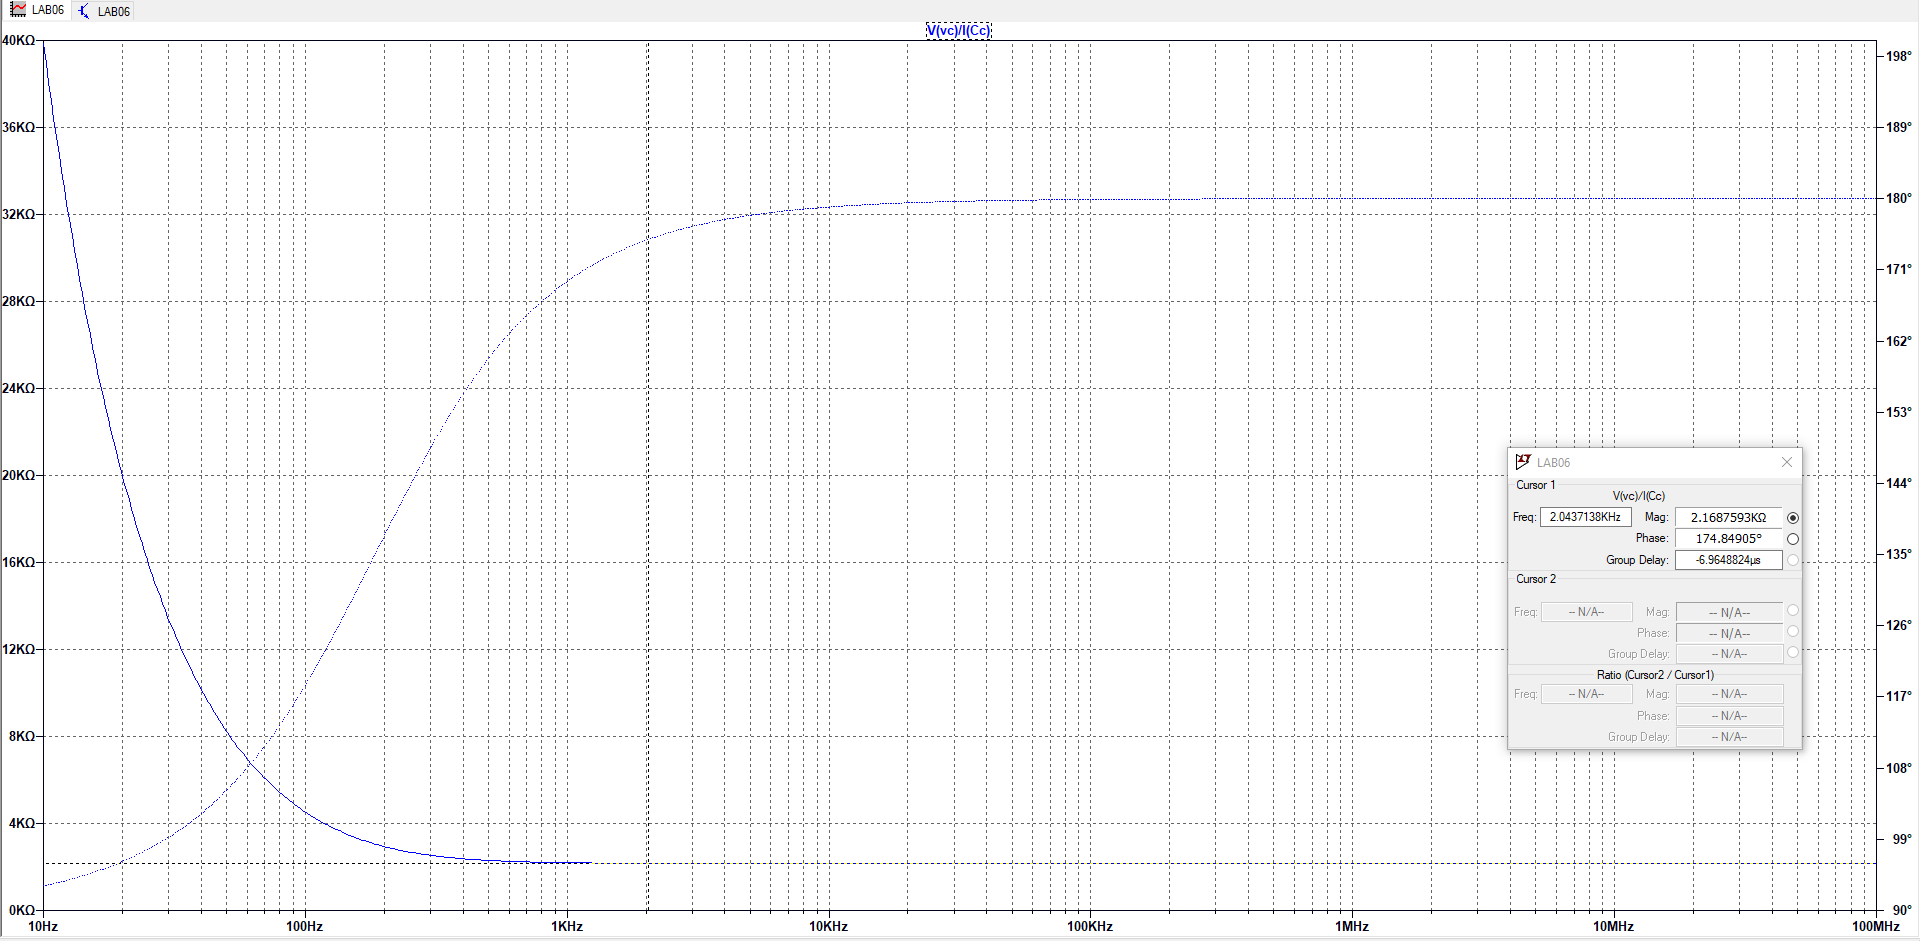 LAB06 LAB06
V(vc)/I(Cc)
40KΩ
36KΩ
32KΩ
28KΩ
24KΩ
20KΩ
16KΩ
12KΩ
8KΩ
4KΩ
0KΩ
198°
189°
180°
171°
162°
153°
144°
135°
126°
117°
108°
99°
90°
10Hz 100Hz 1KHz 10KHz 100KHz 1MHz 10MHz 100MHz
LAB06
Cursor 1
V(vc)/I(Cc)
Freq: 2.0437138KHz Mag: 2.1687593KΩ
Phase: 174.84905°
Group Delay: -6.9648824µs
Cursor 2
Freq: -- N/A-- Mag: -- N/A--
Phase: -- N/A--
Group Delay: -- N/A--
Ratio (Cursor2 / Cursor1)
Freq: -- N/A-- Mag: -- N/A--
Phase: -- N/A--
Group Delay: -- N/A--